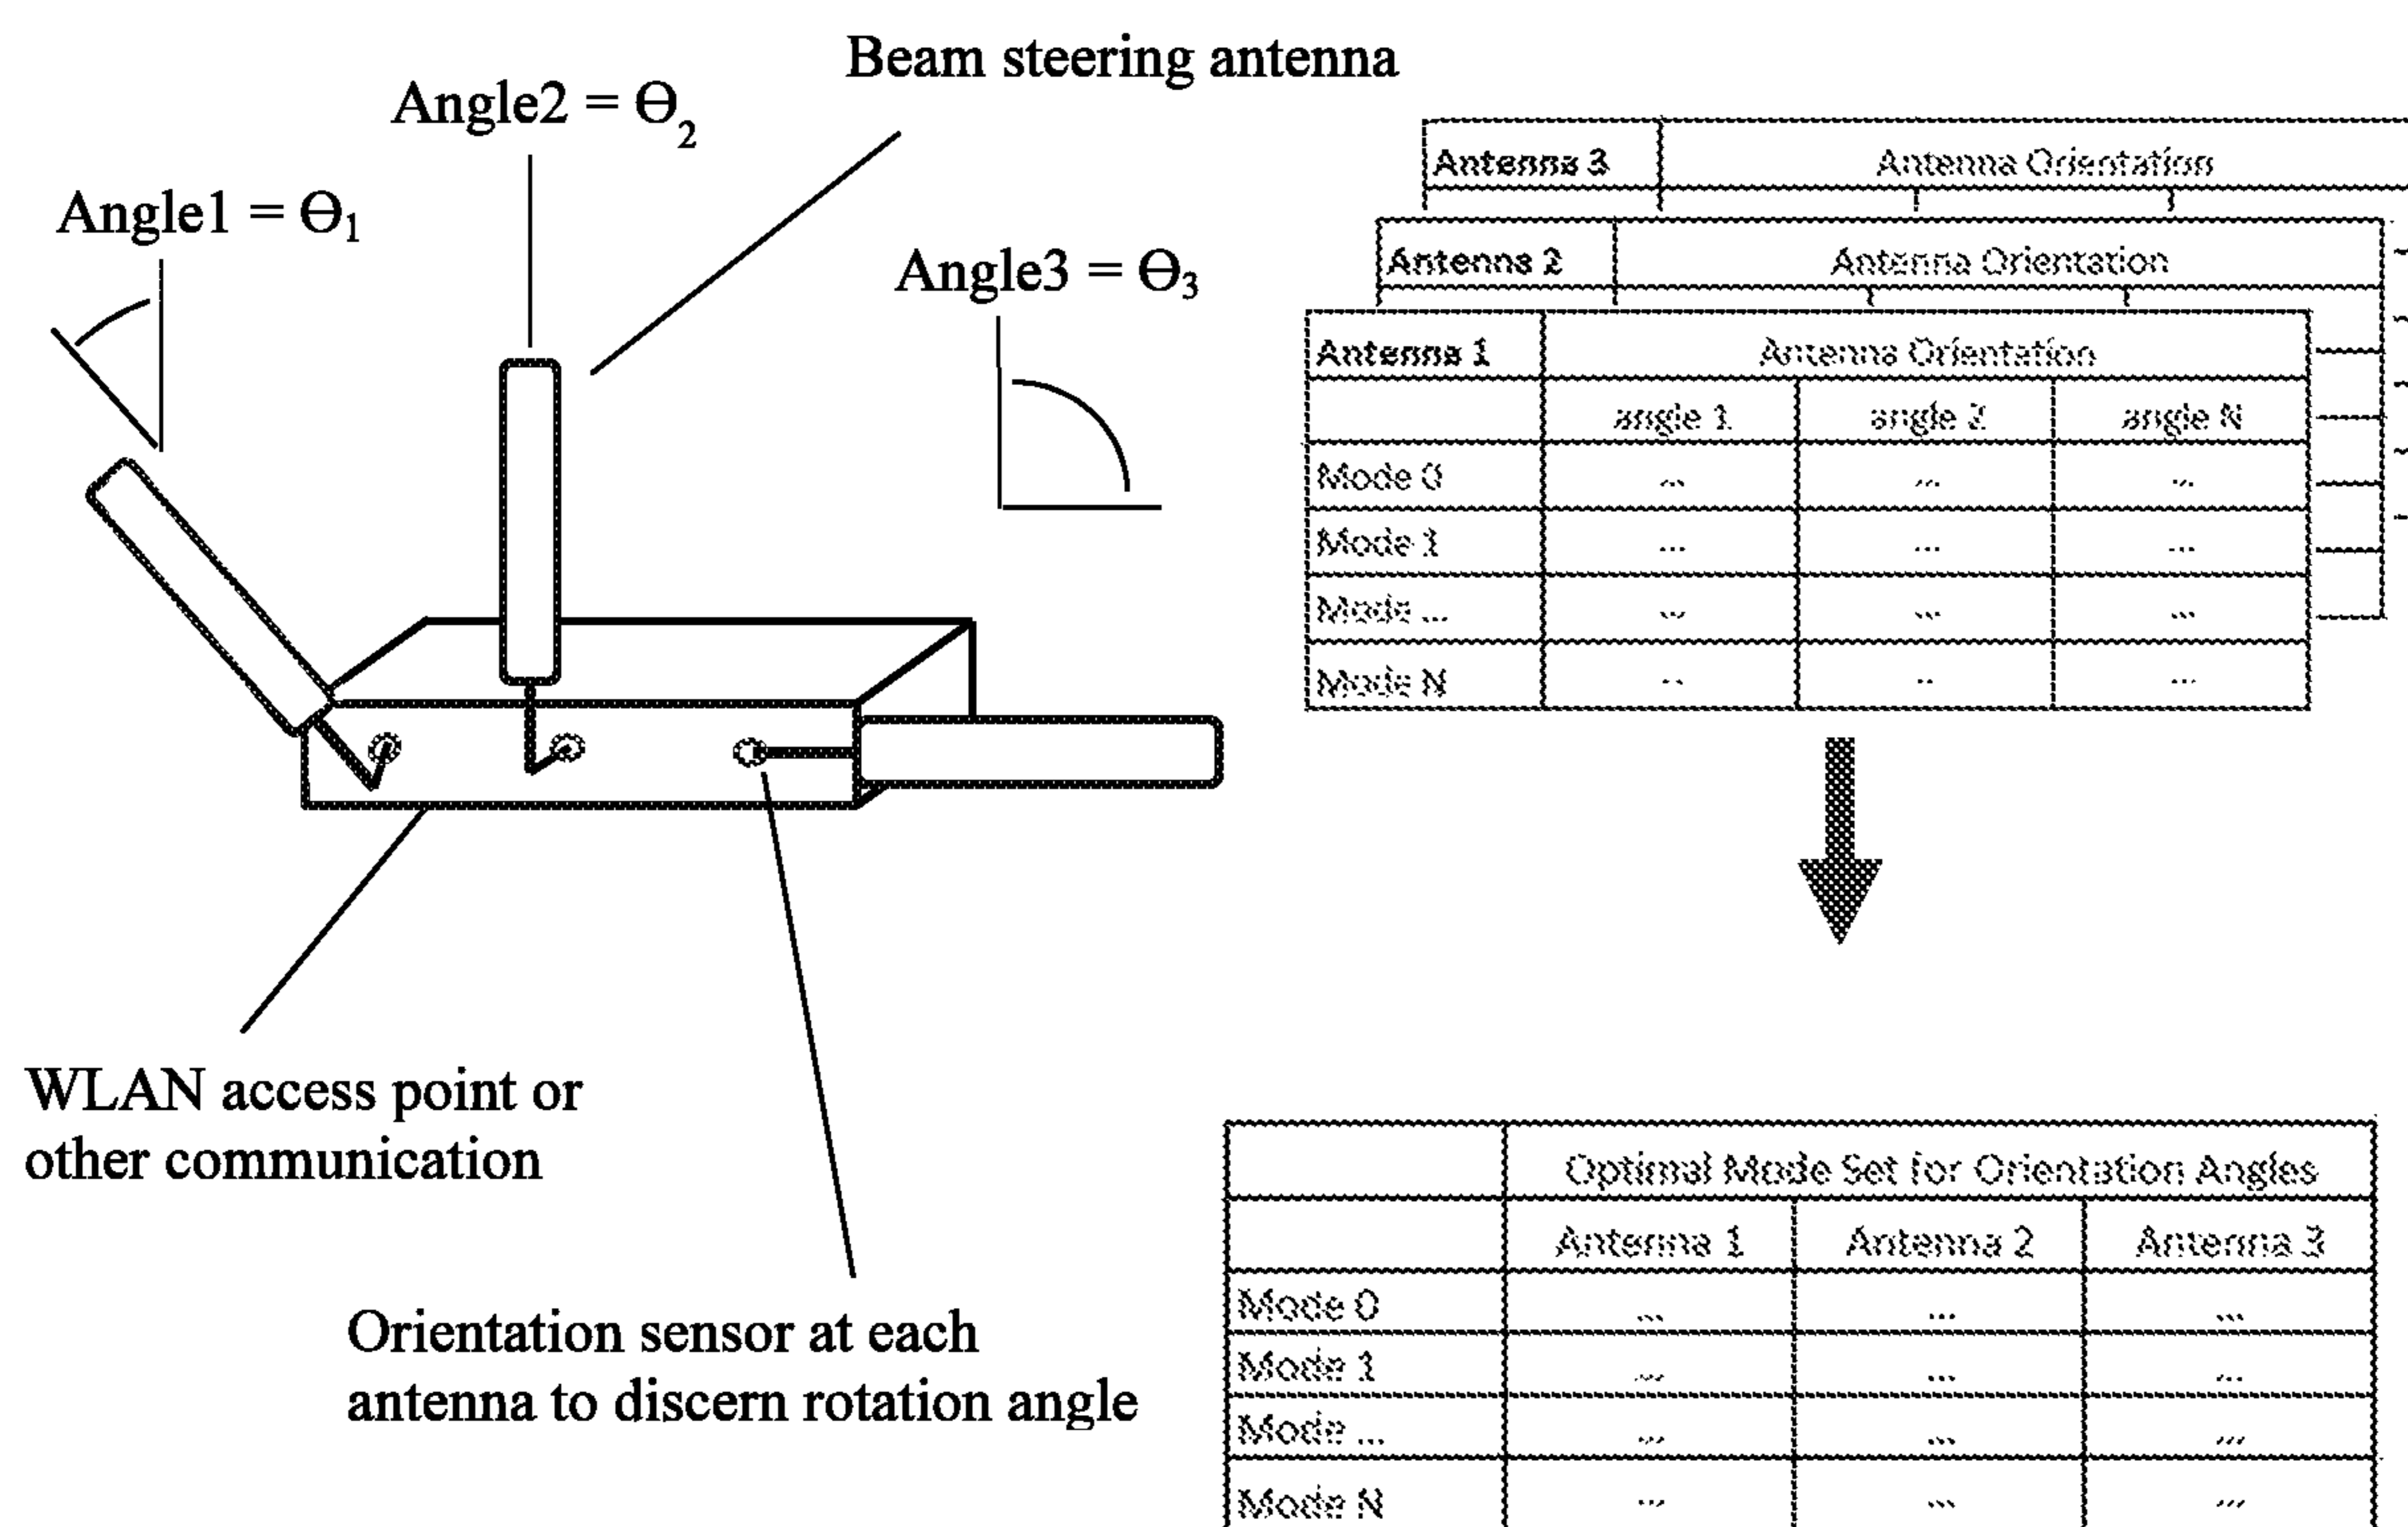 Beam steering antenna
Angle2 = Θ2
Angle1 = Θ1
Angle3 = Θ3
WLAN access point or
other communication
Orientation sensor at each
antenna to discern rotation angle
Antenna 3 Antenna Orientation
Antenna 2 Antenna Orientation
Antenna 1 Antenna Orientation
angle 1 angle 2 angle N
Mode 0 ... ... ...
Mode 1 ... ... ...
Mode ... ... ... ...
Mode N ... ... ...
Optimal Mode Set for Orientation Angles
Antenna 1 Antenna 2 Antenna 3
Mode 0 ... ... ...
Mode 1 ... ... ...
Mode ... ... ... ...
Mode N ... ... ...